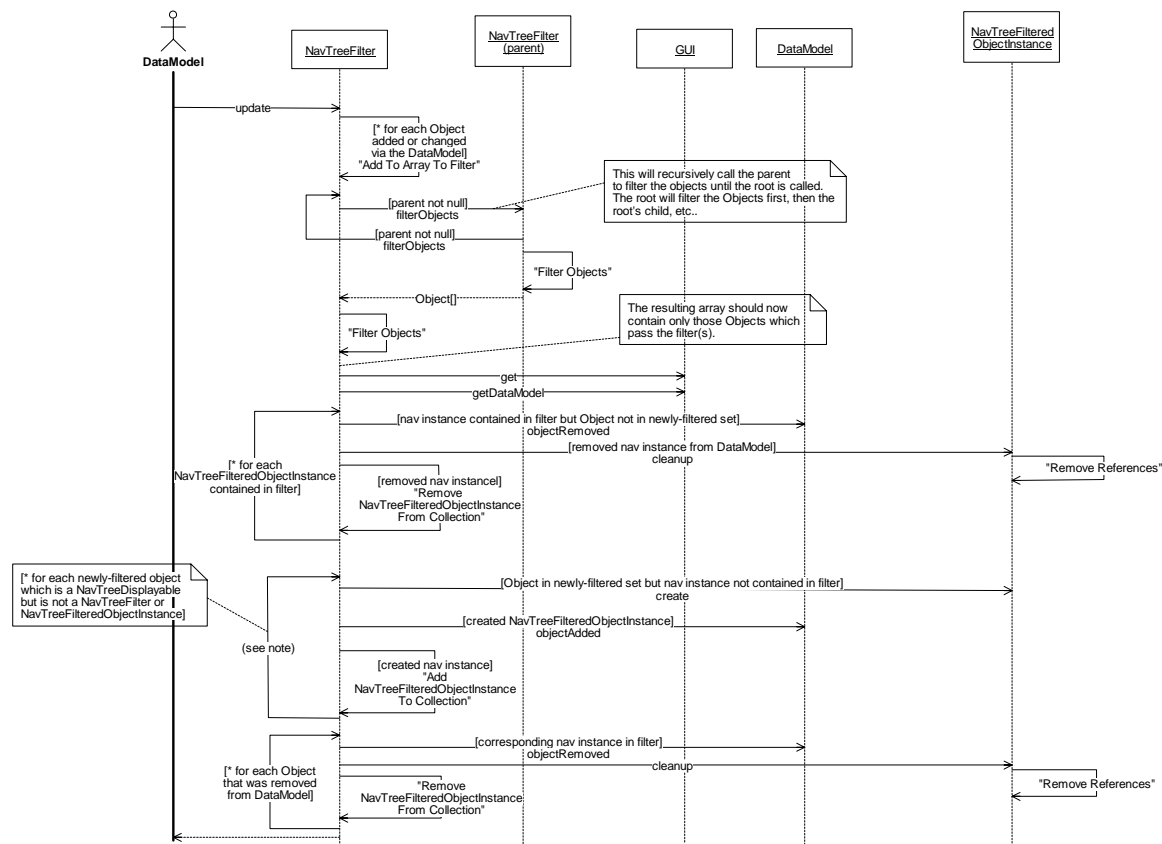 DataModel
NavTreeFilter
NavTreeFilter
(parent)
GUI
DataModel
NavTreeFiltered
ObjectInstance
update
[* for each Object
added or changed
via the DataModel]
"Add To Array To Filter"
This will recursively call the parent
to filter the objects until the root is called.
The root will filter the Objects first, then the
root's child, etc..
[parent not null]
filterObjects
[parent not null]
filterObjects
"Filter Objects"
Object[]
The resulting array should now
contain only those Objects which
pass the filter(s).
"Filter Objects"
get
getDataModel
[nav instance contained in filter but Object not in newly-filtered set]
objectRemoved
[removed nav instance from DataModel]
cleanup
[* for each
NavTreeFilteredObjectInstance
contained in filter]
"Remove References"
[removed nav instance]
"Remove
NavTreeFilteredObjectInstance
From Collection"
[* for each newly-filtered object
which is a NavTreeDisplayable
but is not a NavTreeFilter or
NavTreeFilteredObjectInstance]
[Object in newly-filtered set but nav instance not contained in filter]
create
[created NavTreeFilteredObjectInstance]
objectAdded
(see note)
[created nav instance]
"Add
NavTreeFilteredObjectInstance
To Collection"
[corresponding nav instance in filter]
objectRemoved
cleanup
[* for each Object
that was removed
from DataModel]
"Remove
NavTreeFilteredObjectInstance
From Collection"
"Remove References"